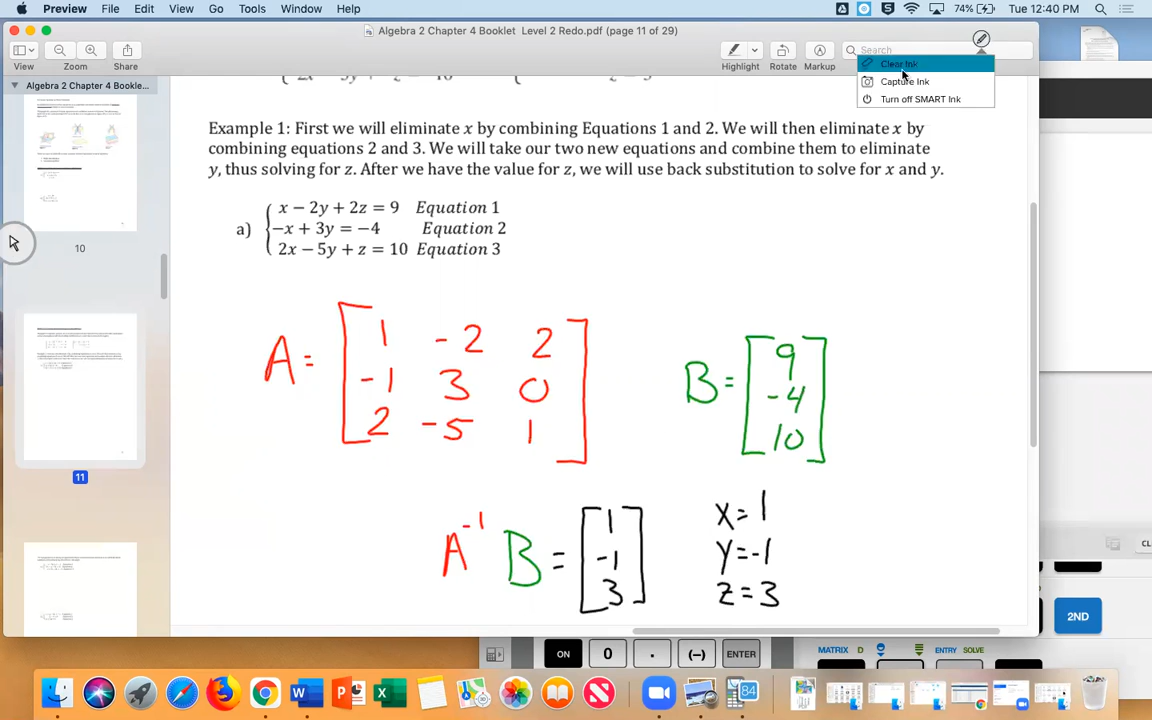 Preview File Edit View Go Tools Window Help
74% Tue 12:40 PM
Algebra 2 Chapter 4 Booklet Level 2 Redo.pdf (page 11 of 29)
Search
View Zoom Share Highlight Rotate Markup
Clear Ink
Capture Ink
Turn off SMART Ink
Algebra 2 Chapter 4 Bookle...
10
11
Example 1: First we will eliminate x by combining Equations 1 and 2. We will then eliminate x by
combining equations 2 and 3. We will take our two new equations and combine them to eliminate
y, thus solving for z. After we have the value for z, we will use back substitution to solve for x and y.
x − 2y + 2z = 9 Equation 1
a) −x + 3y = −4 Equation 2
2x − 5y + z = 10 Equation 3
A = [1 -2 2
-1 3 0
2 -5 1]
B = [9
-4
10]
A⁻¹ B = [1
-1
3]
x = 1
y = -1
z = 3
CL
2ND
MATRIX D ENTRY SOLVE
ON 0 . (−) ENTER
84